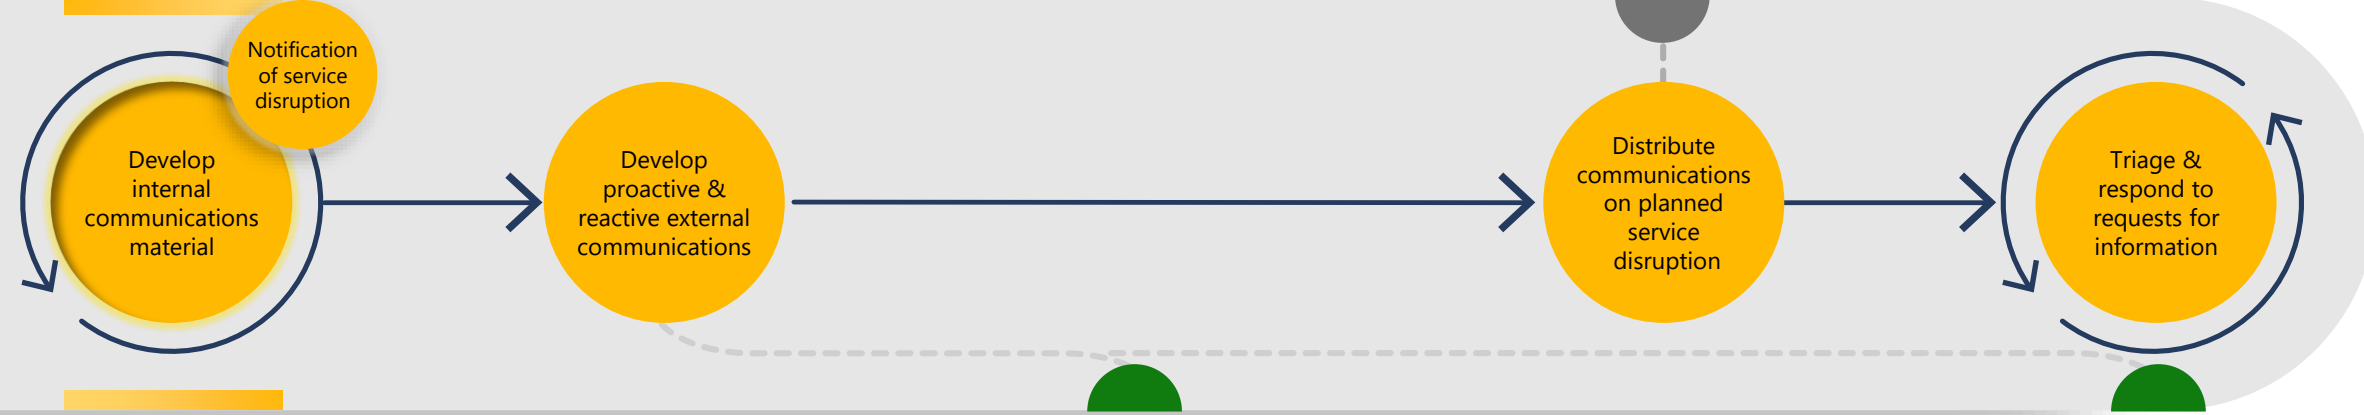 Notification
of service
disruption
Develop
internal
communications
material
Develop
proactive &
reactive external
communications
Distribute
communications
on planned
service
disruption
Triage &
respond to
requests for
information